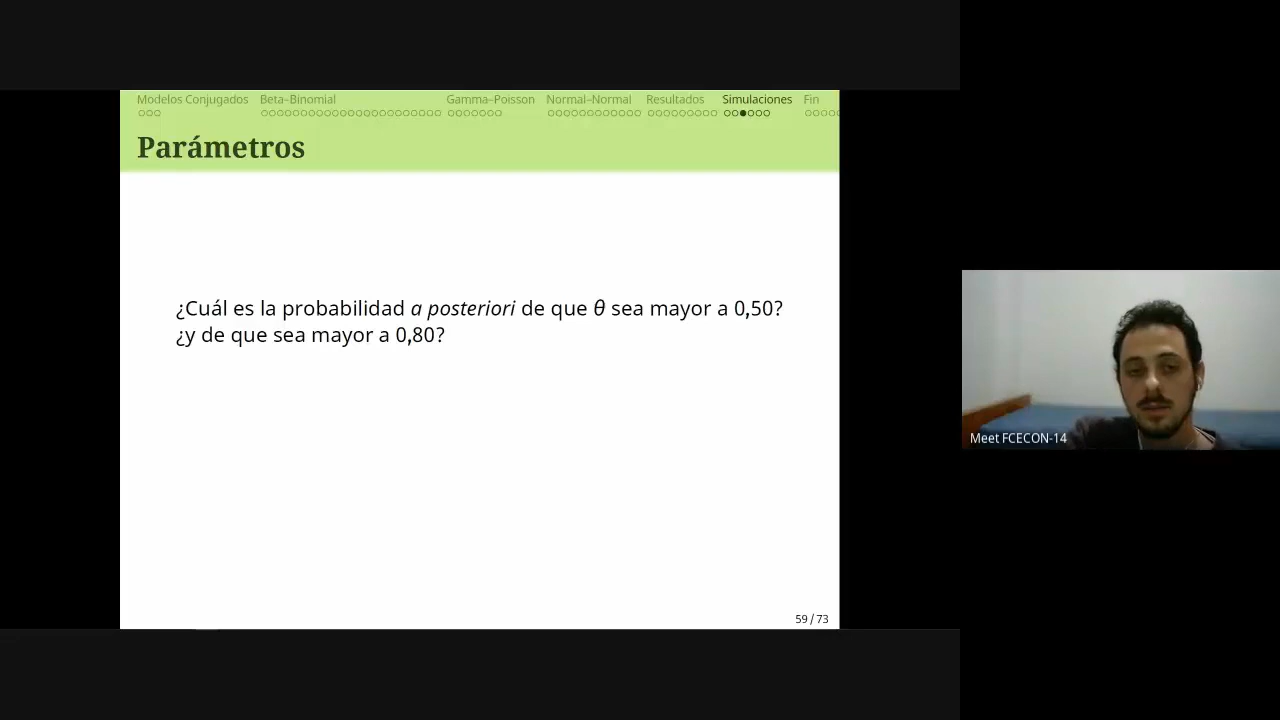 Modelos Conjugados Beta–Binomial Gamma–Poisson Normal–Normal Resultados Simulaciones Fin
Parámetros
¿Cuál es la probabilidad a posteriori de que θ sea mayor a 0,50?
¿y de que sea mayor a 0,80?
59 / 73
Meet FCECON-14